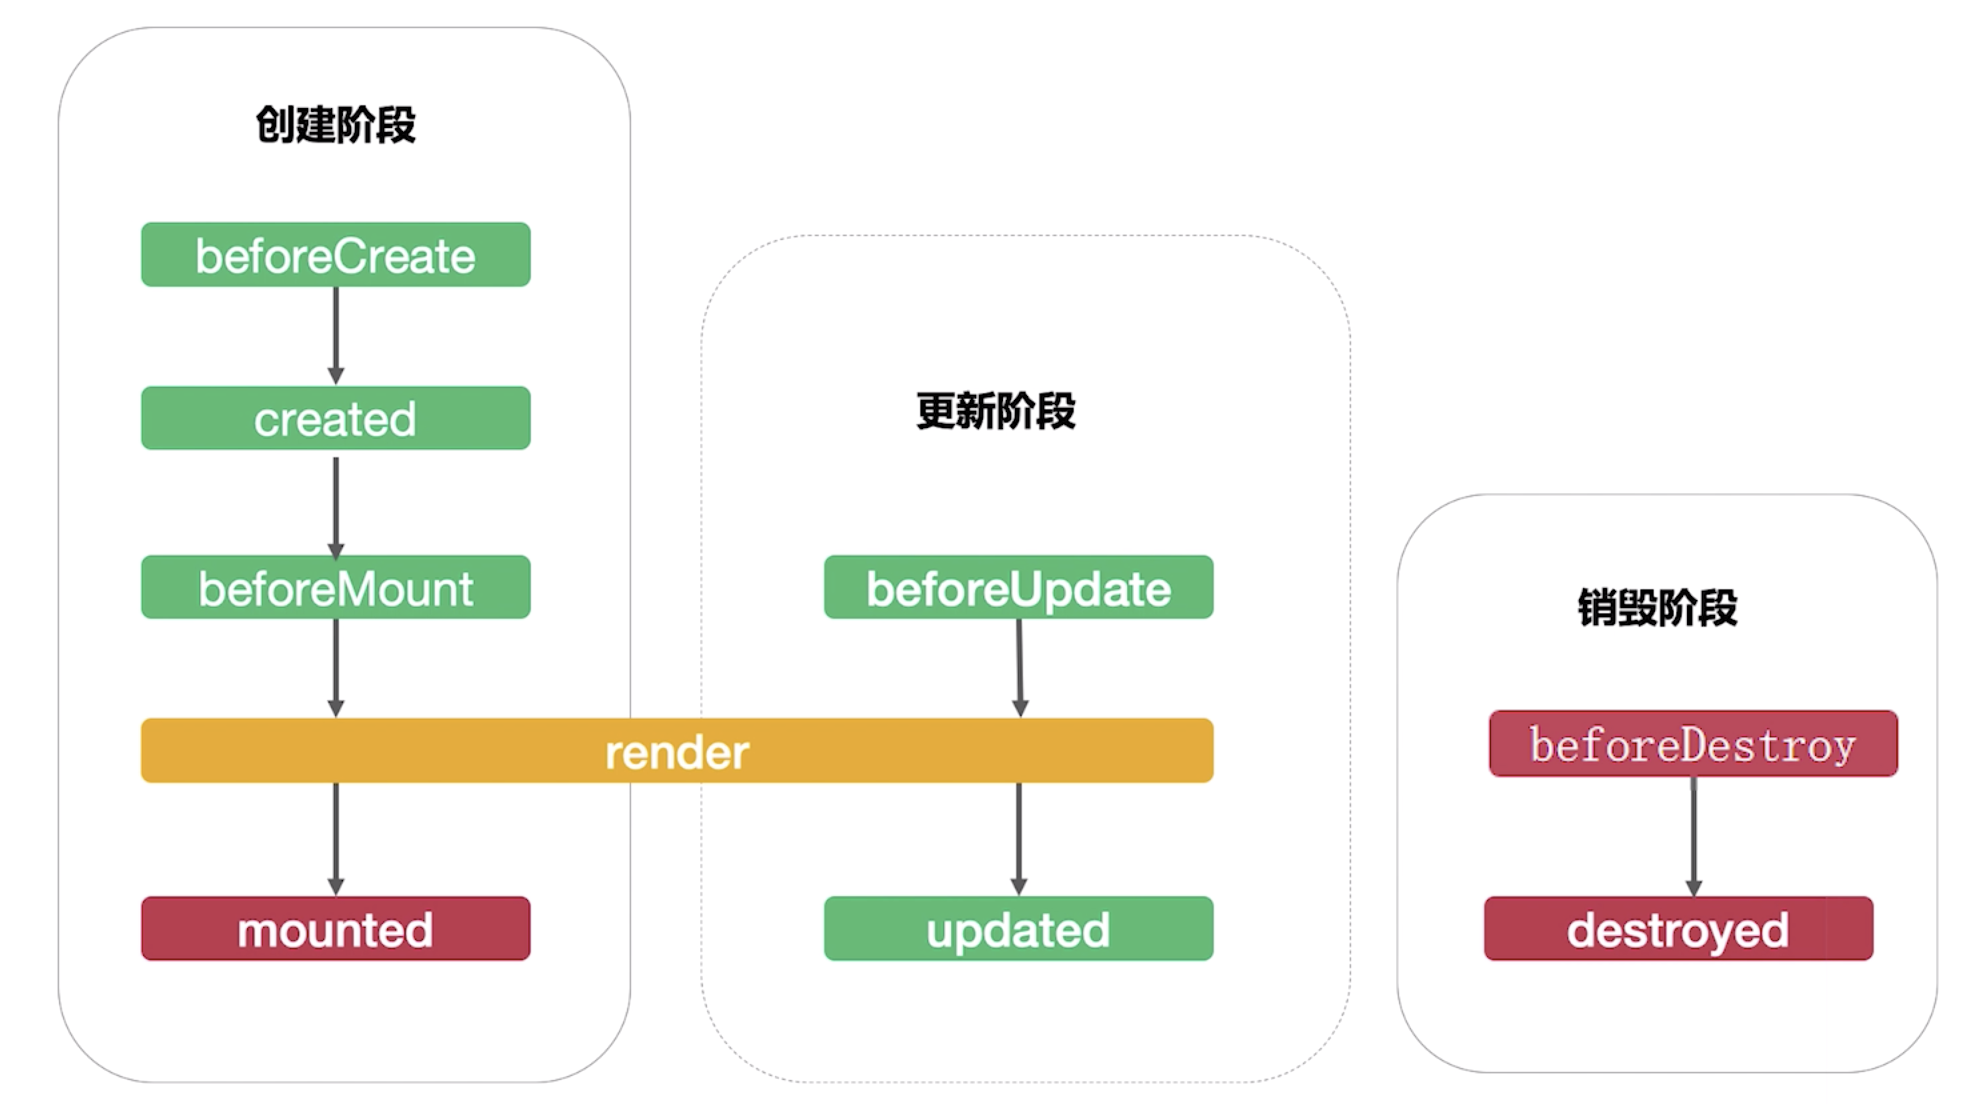 创建阶段
beforeCreate
created
beforeMount
render
mounted
更新阶段
beforeUpdate
updated
销毁阶段
beforeDestroy
destroyed